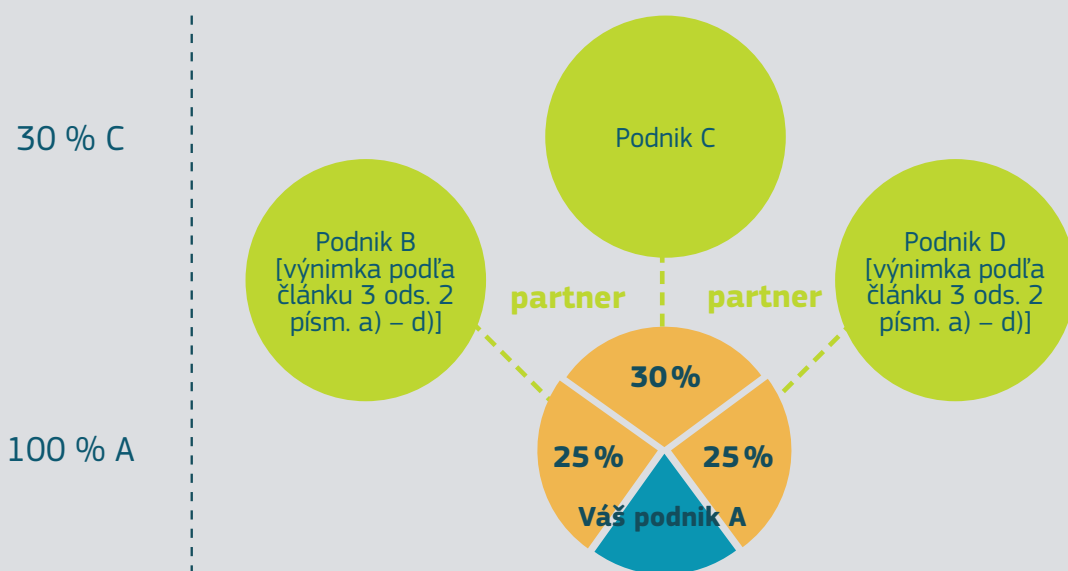 30 % C
Podnik C
Podnik B
[výnimka podľa
článku 3 ods. 2
písm. a) – d)]
Podnik D
[výnimka podľa
článku 3 ods. 2
písm. a) – d)]
partner
partner
30 %
100 % A
25 %
25 %
Váš podnik A